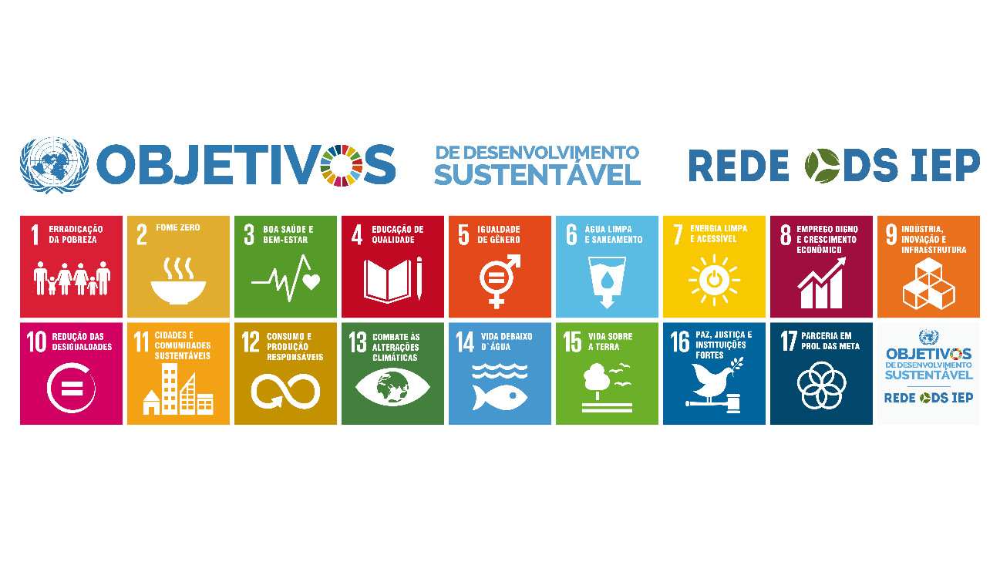 OBJETIVOS
DE DESENVOLVIMENTO
SUSTENTÁVEL
REDE ODS IEP
1 ERRADICAÇÃO
DA POBREZA
2 FOME ZERO
3 BOA SAÚDE E
BEM-ESTAR
4 EDUCAÇÃO DE
QUALIDADE
5 IGUALDADE
DE GÊNERO
6 ÁGUA LIMPA
E SANEAMENTO
7 ENERGIA LIMPA
E ACESSÍVEL
8 EMPREGO DIGNO
E CRESCIMENTO
ECONÔMICO
9 INDÚSTRIA,
INOVAÇÃO E
INFRAESTRUTURA
10 REDUÇÃO DAS
DESIGUALDADES
11 CIDADES E
COMUNIDADES
SUSTENTÁVEIS
12 CONSUMO E
PRODUÇÃO
RESPONSÁVEIS
13 COMBATE ÀS
ALTERAÇÕES
CLIMÁTICAS
14 VIDA DEBAIXO
D`ÁGUA
15 VIDA SOBRE
A TERRA
16 PAZ, JUSTIÇA E
INSTITUIÇÕES
FORTES
17 PARCERIA EM
PROL DAS META
OBJETIVOS
DE DESENVOLVIMENTO
SUSTENTÁVEL
REDE ODS IEP